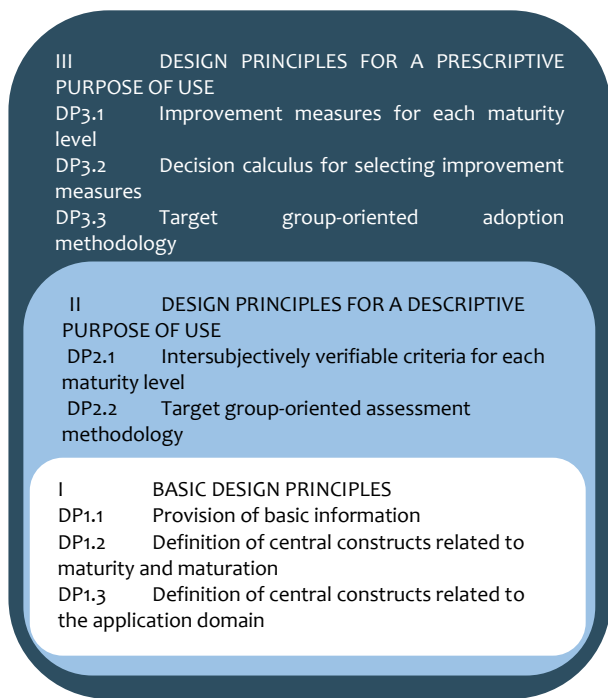 III DESIGN PRINCIPLES FOR A PRESCRIPTIVE
PURPOSE OF USE
DP3.1 Improvement measures for each maturity
level
DP3.2 Decision calculus for selecting improvement
measures
DP3.3 Target group-oriented adoption
methodology
II DESIGN PRINCIPLES FOR A DESCRIPTIVE
PURPOSE OF USE
DP2.1 Intersubjectively verifiable criteria for each
maturity level
DP2.2 Target group-oriented assessment
methodology
I BASIC DESIGN PRINCIPLES
DP1.1 Provision of basic information
DP1.2 Definition of central constructs related to
maturity and maturation
DP1.3 Definition of central constructs related to
the application domain